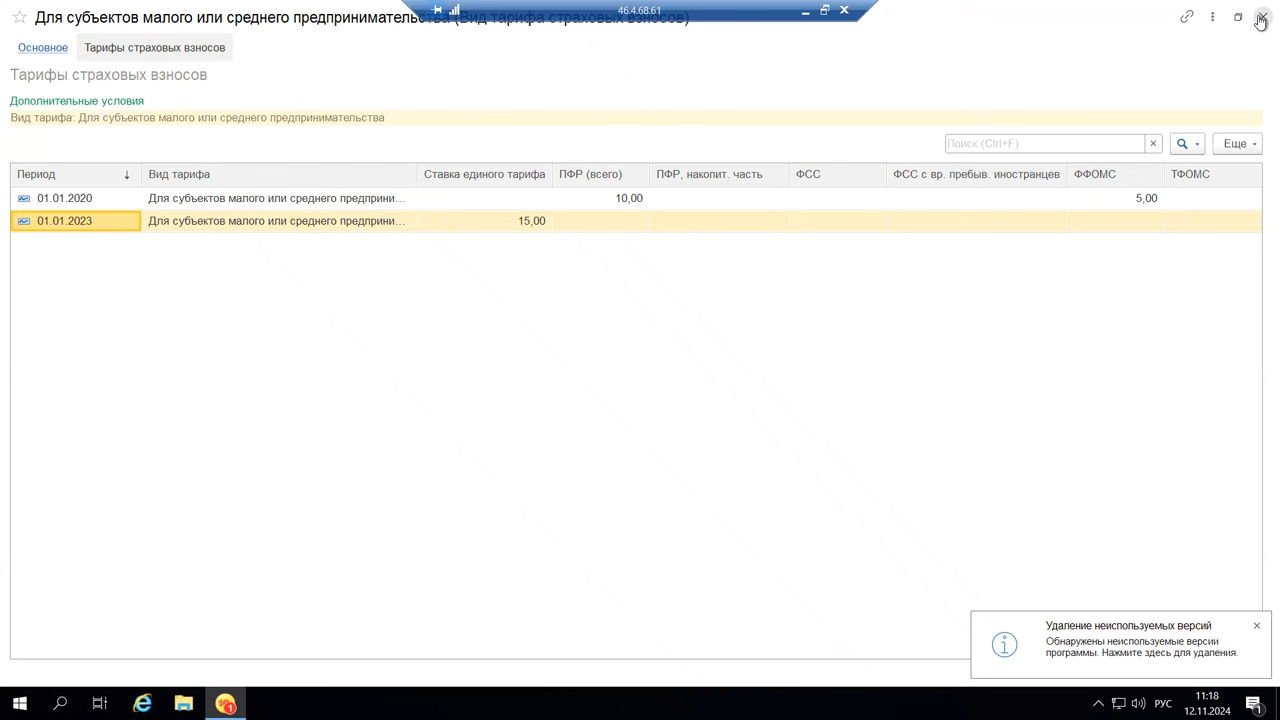 Для субъектов малого или среднего предпринимательства (Вид тарифа страховых взносов)
46.4.68.61
Основное
Тарифы страховых взносов
Тарифы страховых взносов
Дополнительные условия
Вид тарифа: Для субъектов малого или среднего предпринимательства
Поиск (Ctrl+F)
Еще
Период Вид тарифа Ставка единого тарифа ПФР (всего) ПФР, накопит. часть ФСС ФСС с вр. пребыв. иностранцев ФФОМС ТФОМС
01.01.2020 Для субъектов малого или среднего предприни... 10,00 5,00
01.01.2023 Для субъектов малого или среднего предприни... 15,00
Удаление неиспользуемых версий
Обнаружены неиспользуемые версии
программы. Нажмите здесь для удаления.
РУС
11:18
12.11.2024
1
1